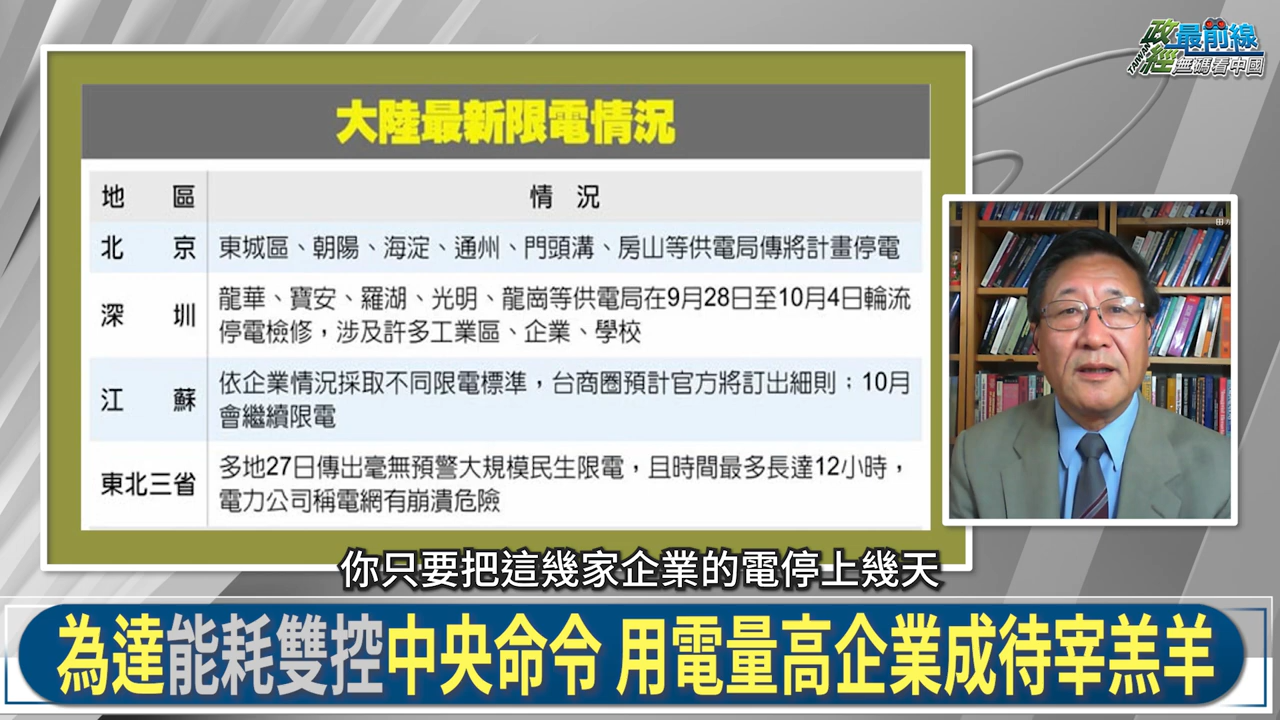 政經最前線
TAIWAN
無碼看中國
大陸最新限電情況
地區 情況
北京 東城區、朝陽、海淀、通州、門頭溝、房山等供電局傳將計畫停電
深圳 龍華、寶安、羅湖、光明、龍崗等供電局在9月28日至10月4日輪流
停電檢修，涉及許多工業區、企業、學校
江蘇 依企業情況採取不同限電標準，台商圈預計官方將訂出細則；10月
會繼續限電
東北三省 多地27日傳出毫無預警大規模民生限電，且時間最多長達12小時，
電力公司稱電網有崩潰危險
你只要把這幾家企業的電停上幾天
為達能耗雙控中央命令 用電量高企業成待宰羔羊